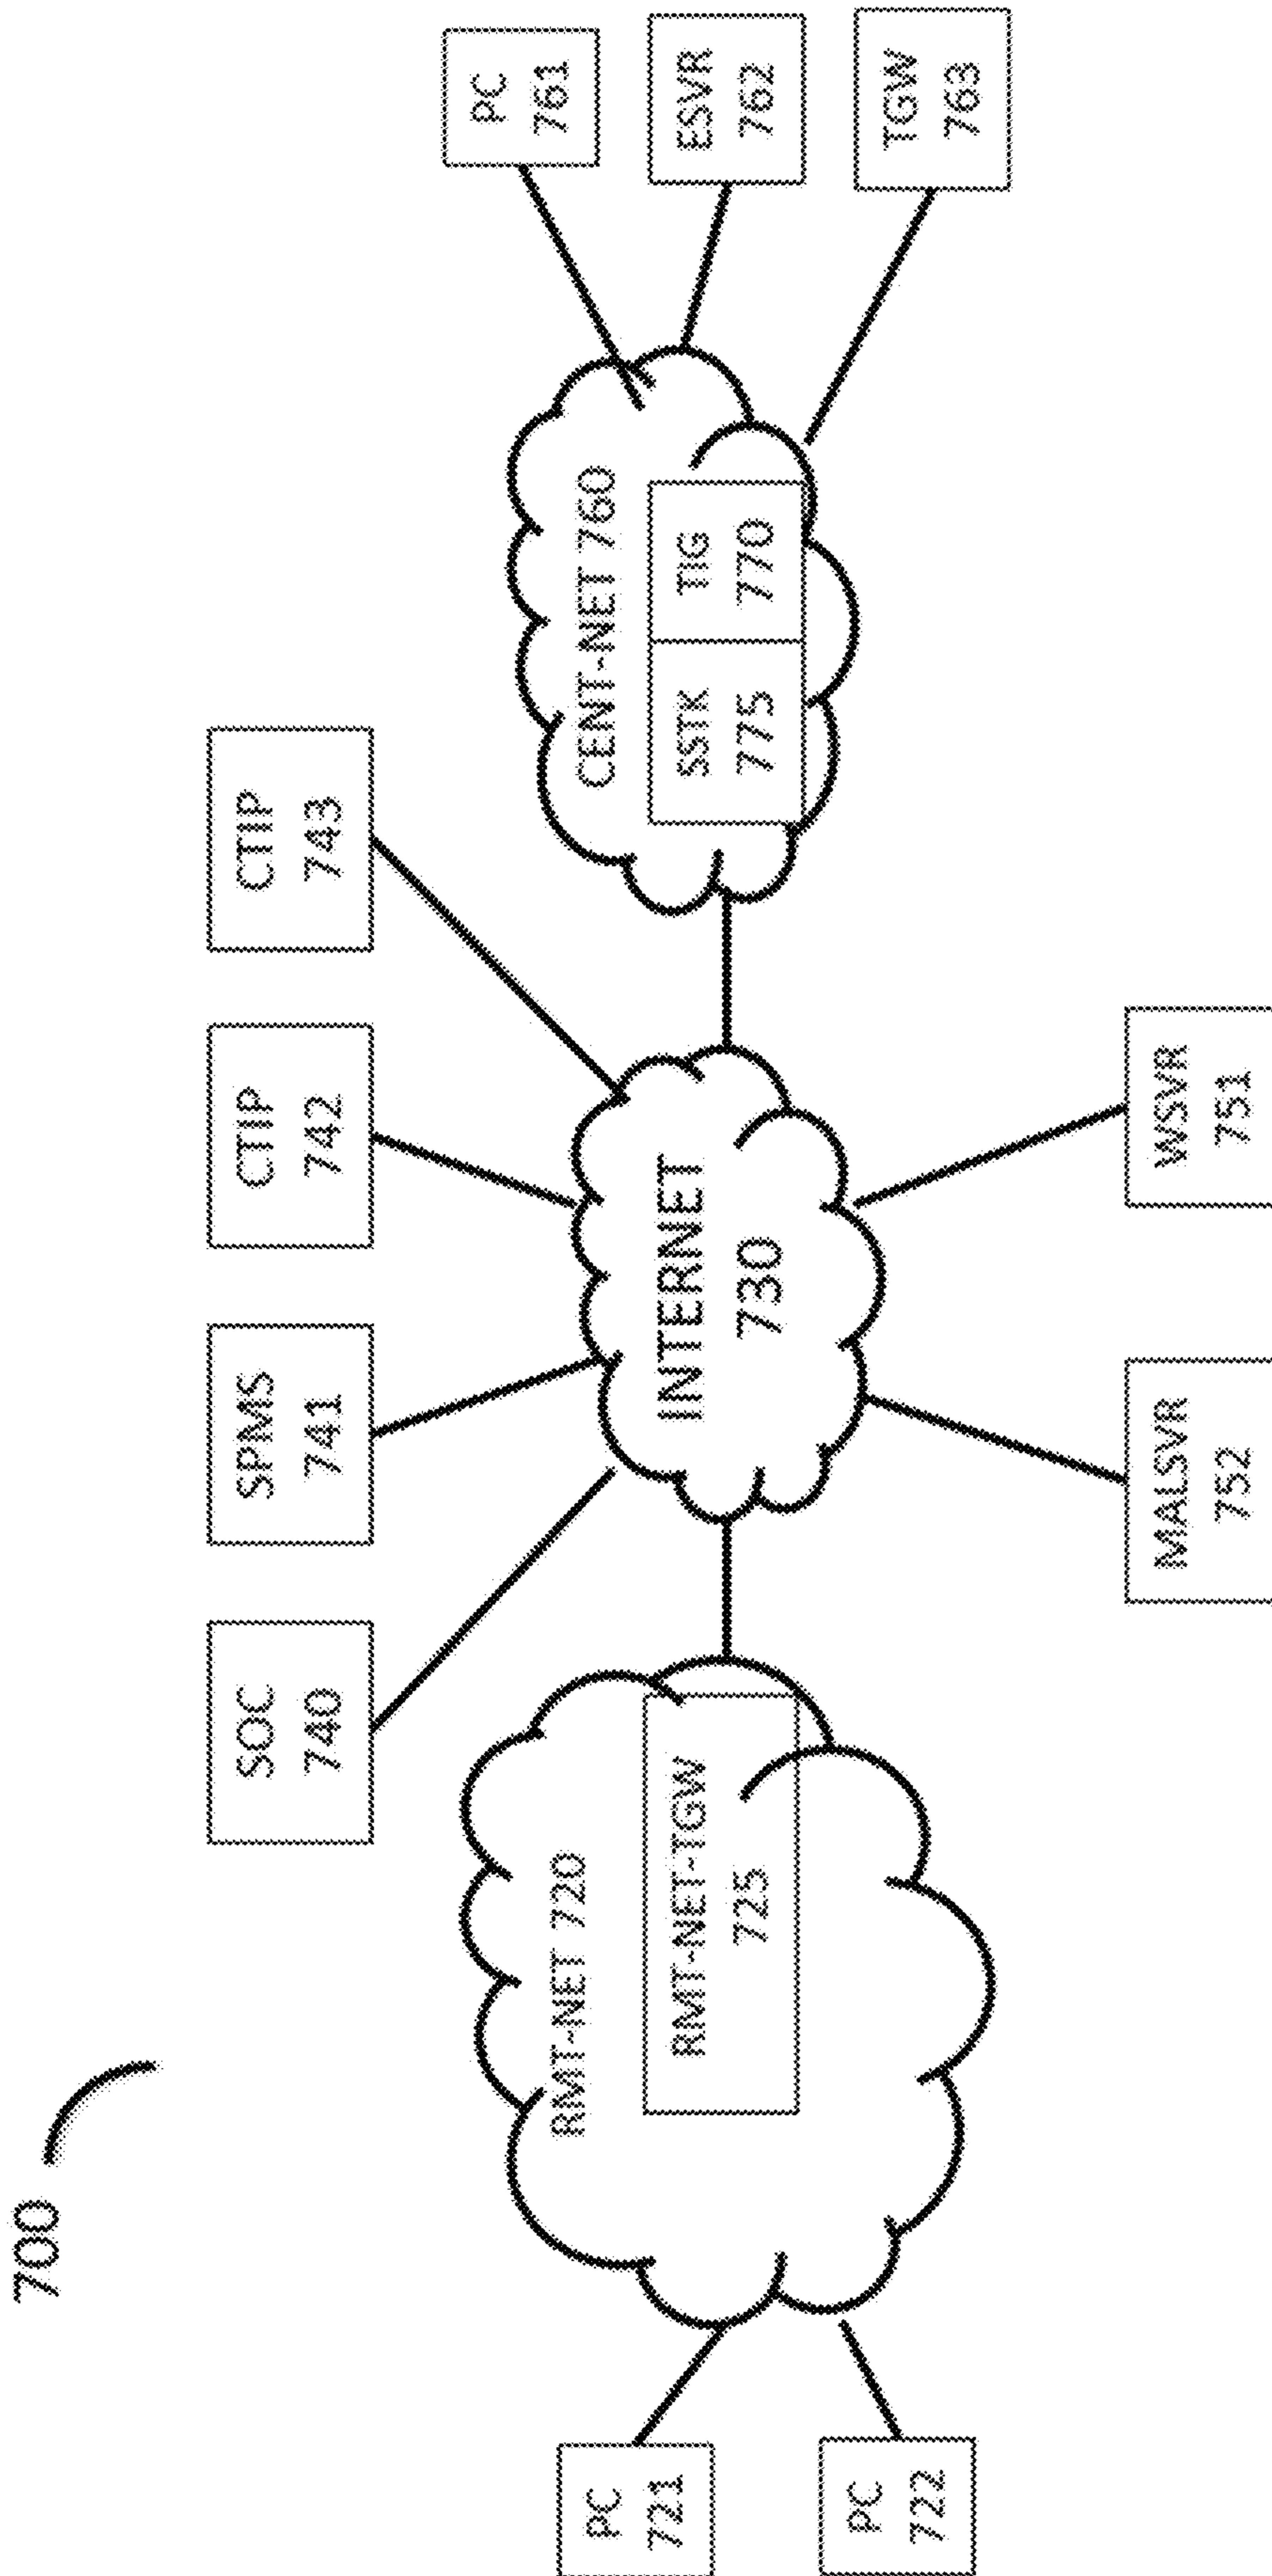 700
SOC
740
SPMS
741
CTIP
742
CTIP
743
PC
721
PC
722
RMT-NET 720
RMT-NET-TGW
725
INTERNET
730
CENT-NET 760
SSTK
775
TIG
770
PC
761
ESVR
762
TGW
763
MALSVR
752
WSVR
751